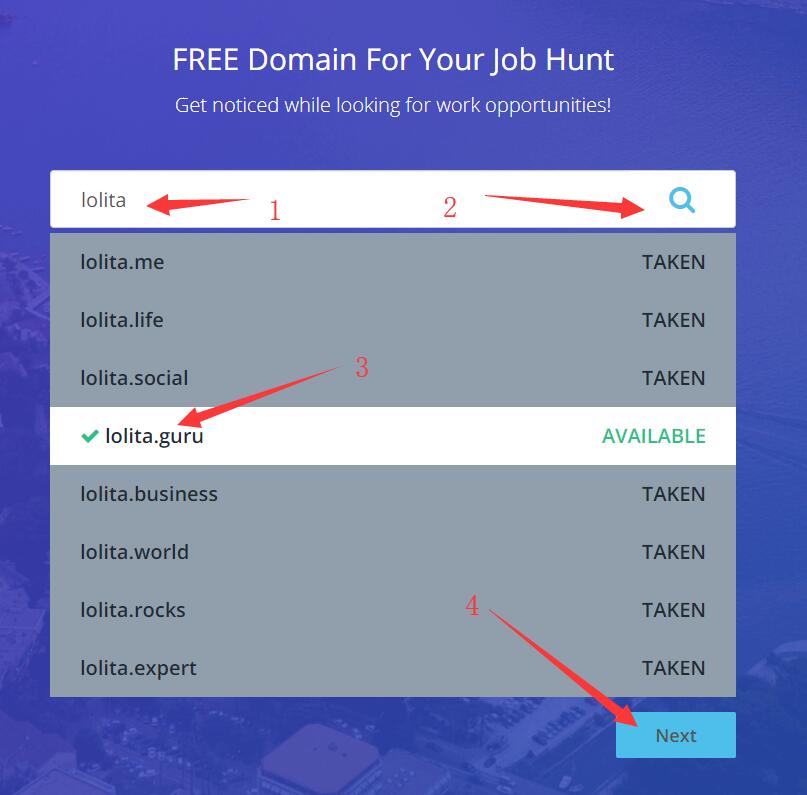 FREE Domain For Your Job Hunt
Get noticed while looking for work opportunities!
lolita 1 2
lolita.me TAKEN
lolita.life TAKEN
3
lolita.social TAKEN
lolita.guru AVAILABLE
lolita.business TAKEN
lolita.world TAKEN
4
lolita.rocks TAKEN
lolita.expert TAKEN
Next